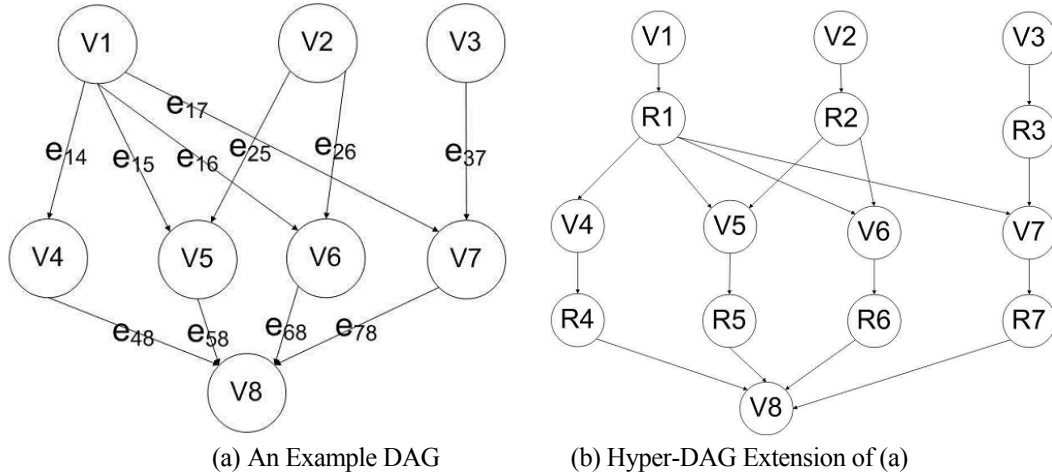 V1 V2 V3
e17
e14 e15 e16 e25 e26 e37
V4 V5 V6 V7
e48 e58 e68 e78
V8
(a) An Example DAG
V1 V2 V3
R1 R2 R3
V4 V5 V6 V7
R4 R5 R6 R7
V8
(b) Hyper-DAG Extension of (a)